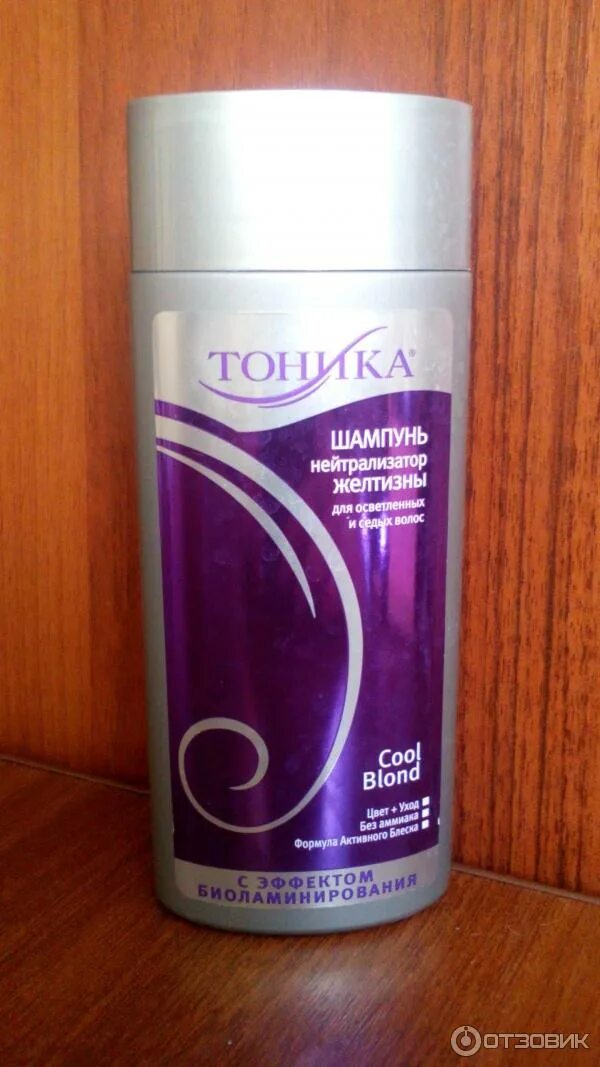 ТОНИКА®
ШАМПУНЬ
нейтрализатор
желтизны
для осветленных
и седых волос
Cool
Blond
Цвет + Уход
Без аммиака
Формула Активного Блеска
С ЭФФЕКТОМ
БИОЛАМИНИРОВАНИЯ
ОТЗОВИК